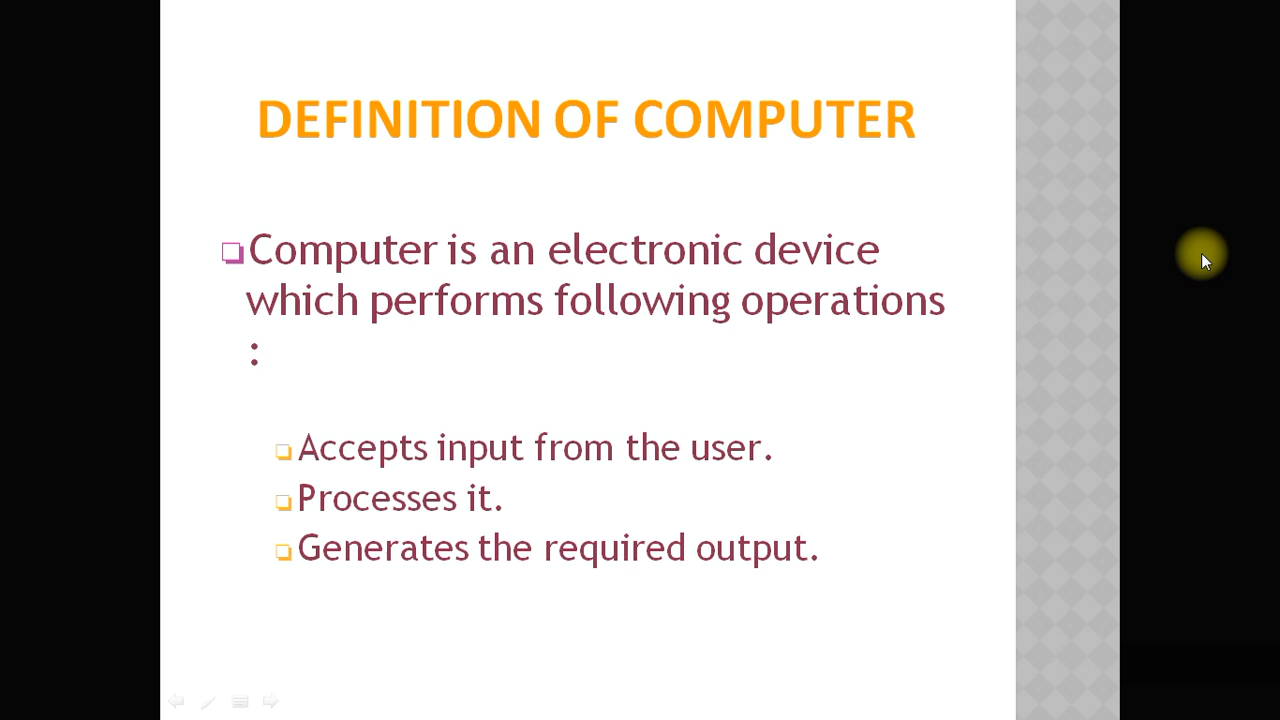 DEFINITION OF COMPUTER
Computer is an electronic device
which performs following operations
:
Accepts input from the user.
Processes it.
Generates the required output.